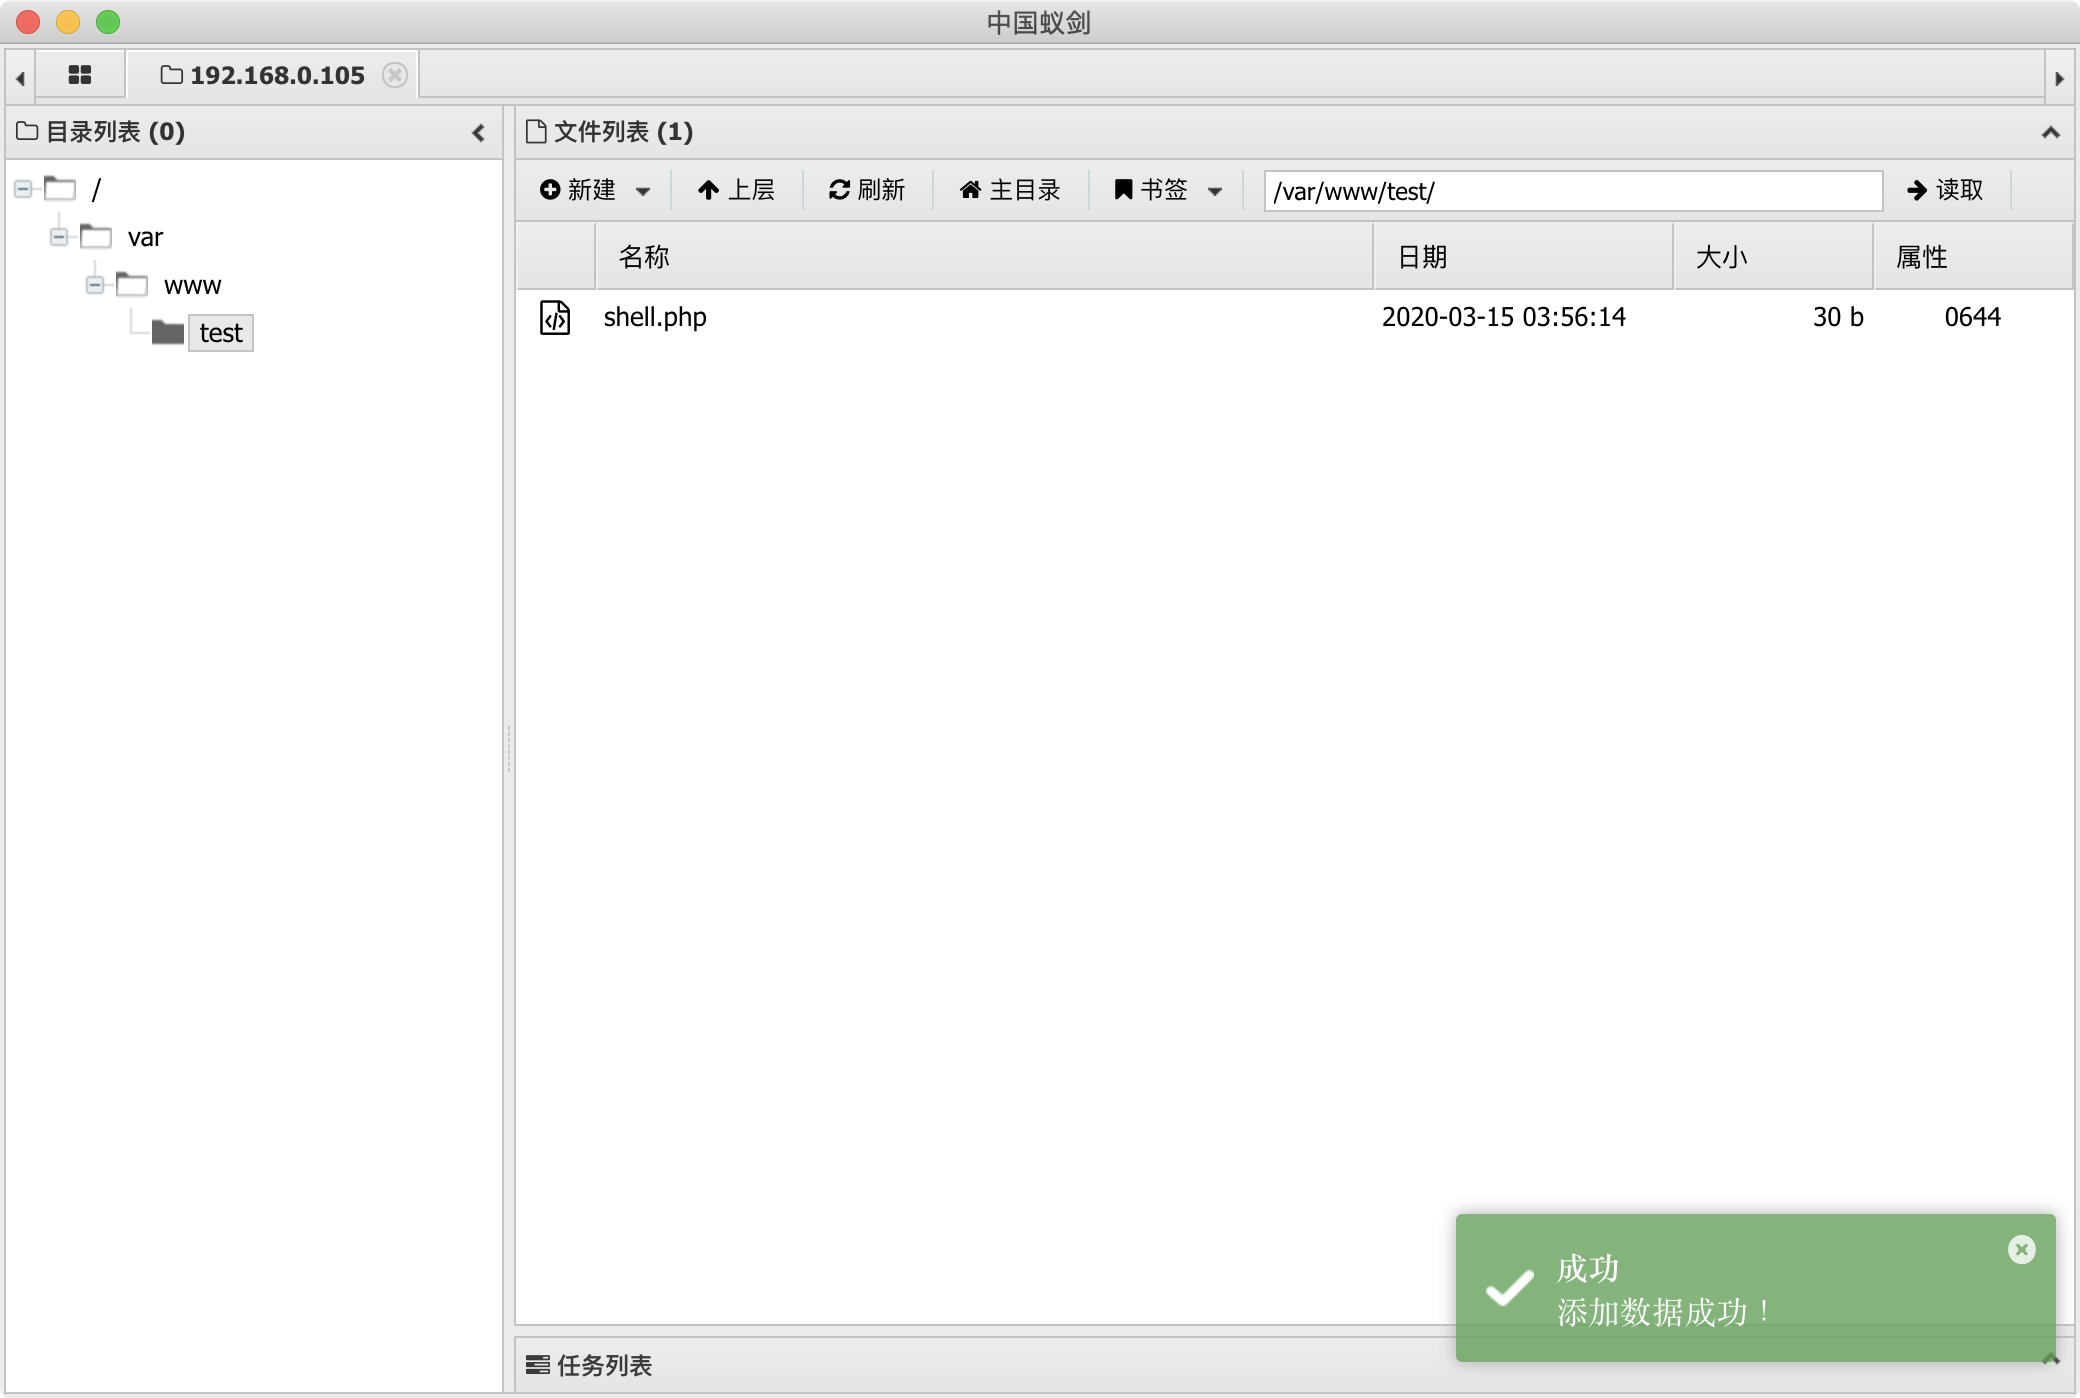 中国蚁剑
192.168.0.105
目录列表 (0)
文件列表 (1)
新建 上层 刷新 主目录 书签 /var/www/test/ 读取
名称 日期 大小 属性
/
var
www
test
shell.php 2020-03-15 03:56:14 30 b 0644
成功
添加数据成功！
任务列表